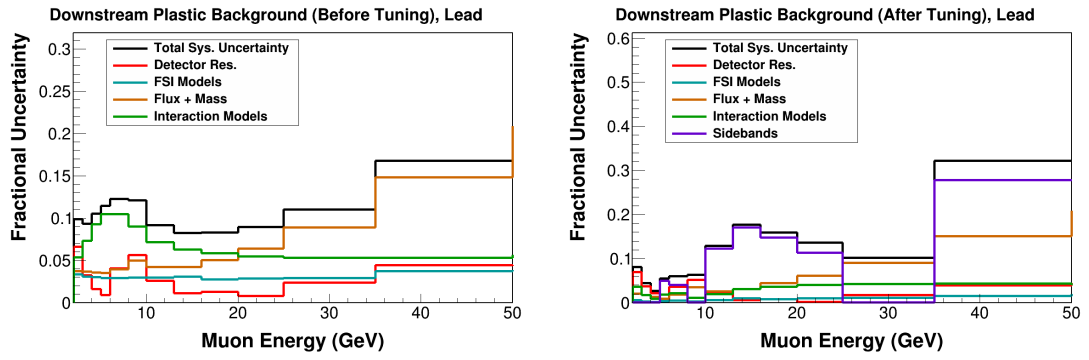 Downstream Plastic Background (Before Tuning), Lead
Fractional Uncertainty
0.3
0.25
0.2
0.15
0.1
0.05
0
Total Sys. Uncertainty
Detector Res.
FSI Models
Flux + Mass
Interaction Models
10 20 30 40 50
Muon Energy (GeV)
Downstream Plastic Background (After Tuning), Lead
Fractional Uncertainty
0.6
0.5
0.4
0.3
0.2
0.1
0
Total Sys. Uncertainty
Detector Res.
FSI Models
Flux + Mass
Interaction Models
Sidebands
10 20 30 40 50
Muon Energy (GeV)